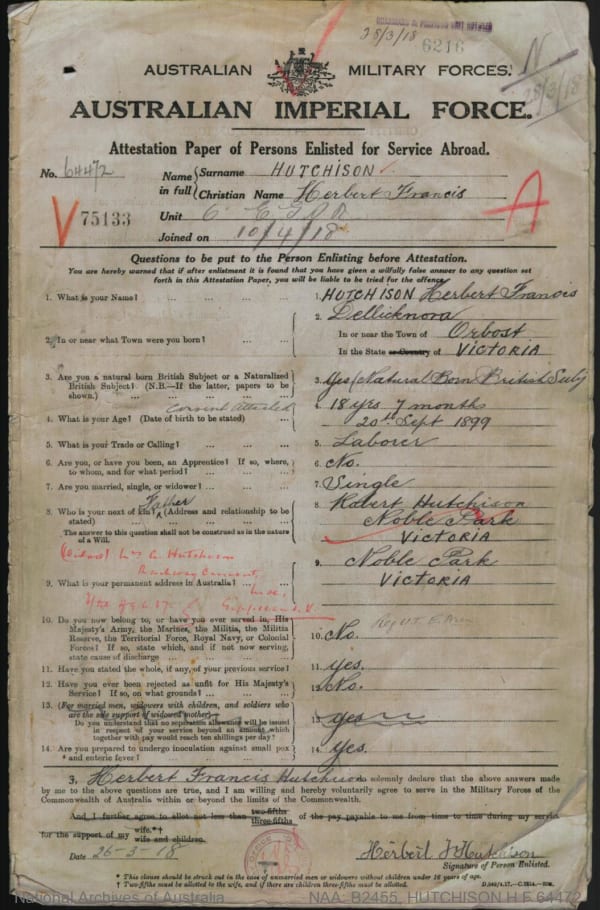 28/3/18
6216
N
28/3/18
AUSTRALIAN MILITARY FORCES.
AUSTRALIAN IMPERIAL FORCE.
Attestation Paper of Persons Enlisted for Service Abroad.
No. 64472
Name in full { Surname HUTCHISON
Christian Name Herbert Francis
A
V 75133
Unit
Joined on 10/4/18
Questions to be put to the Person Enlisting before Attestation.
You are hereby warned that if after enlistment it is found that you have given a wilfully false answer to any question set
forth in this Attestation Paper, you will be liable to be tried for the offence.
1. What is your Name? ... ... ... ... 1. HUTCHISON Herbert Francis
2. In or near what Town were you born? ... 2. Dellicknora
In or near the Town of Orbost
In the State or Country of VICTORIA
3. Are you a natural born British Subject or a Naturalized
British Subject? (N.B.—If the latter, papers to be
shown.) ... ... ... 3. Yes (Natural Born British Subj
consent attached
4. What is your Age? (Date of birth to be stated) ... 4. 18 yrs 7 months
20th Sept 1899
5. What is your Trade or Calling? ... ... 5. Laborer
6. Are you, or have you been, an Apprentice? If so, where,
to whom, and for what period? ... ... 6. No.
7. Are you married, single, or widower? ... ... 7. Single
Father
8. Who is your next of kin? (Address and relationship to be
stated) ... ... ... 8. Robert Hutchison
Noble Park
VICTORIA
The answer to this question shall not be construed as in the nature
of a Will.
Hutchison
9. What is your permanent address in Australia? ... ... 9. Noble Park
VICTORIA
10. Do you now belong to, or have you ever served in, His
Majesty's Army, the Marines, the Militia, the Militia
Reserve, the Territorial Force, Royal Navy, or Colonial
Forces? If so, state which, and if not now serving,
state cause of discharge ... ... ... 10. No.
11. Have you stated the whole, if any, of your previous service? 11. yes.
12. Have you ever been rejected as unfit for His Majesty's
Service? If so, on what grounds? ... ... 12. No.
13. (For married men, widowers with children, and soldiers who
are the sole support of widowed mother)—
Do you understand that no separation allowance will be issued
in respect of your service beyond an amount which
together with pay would reach ten shillings per day? ... 13. yes
14. Are you prepared to undergo inoculation against small pox
and enteric fever? ... ... ... 14. Yes.
I, Herbert Francis Hutchison do solemnly declare that the above answers made
by me to the above questions are true, and I am willing and hereby voluntarily agree to serve in the Military Forces of the
Commonwealth of Australia within or beyond the limits of the Commonwealth.
And I further agree to allot not less than two-fifths three-fifths of the pay payable to me from time to time during my service
for the support of my wife.*† wife and children.
Date 26-3-18
Herbert F Hutchison
Signature of Person Enlisted.
* This clause should be struck out in the case of unmarried men or widowers without children under 16 years of age.
† Two-fifths must be allotted to the wife, and if there are children three-fifths must be allotted.
National Archives of Australia
NAA: B2455, HUTCHISON H F 64472